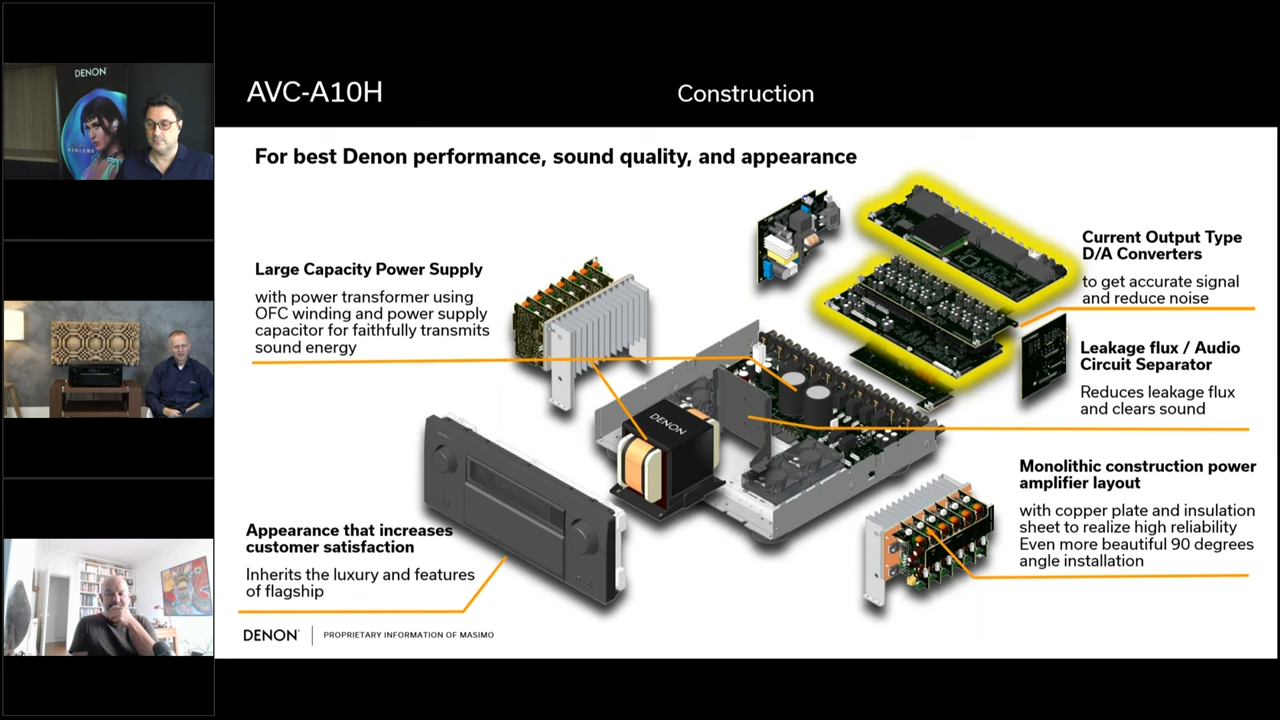 DENON
AVC-A10H
Construction
For best Denon performance, sound quality, and appearance
Large Capacity Power Supply
with power transformer using
OFC winding and power supply
capacitor for faithfully transmits
sound energy
Current Output Type
D/A Converters
to get accurate signal
and reduce noise
Leakage flux / Audio
Circuit Separator
Reduces leakage flux
and clears sound
DENON
Monolithic construction power
amplifier layout
with copper plate and insulation
sheet to realize high reliability
Even more beautiful 90 degrees
angle installation
Appearance that increases
customer satisfaction
Inherits the luxury and features
of flagship
DENON
PROPRIETARY INFORMATION OF MASIMO